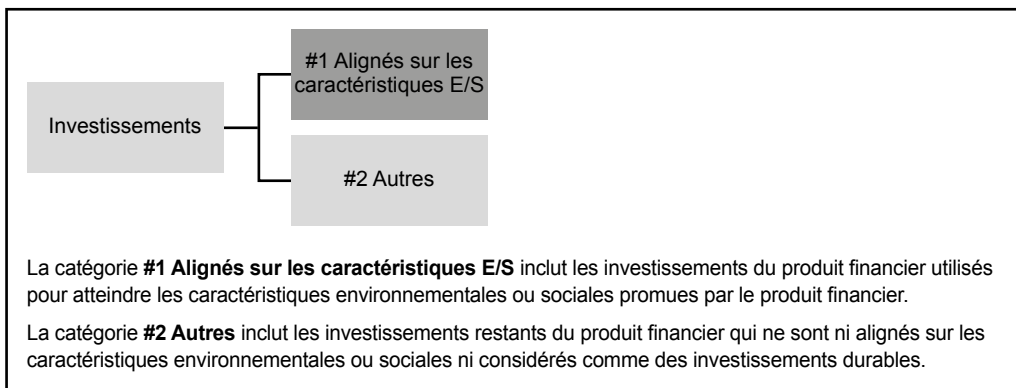 #1 Alignés sur les
caractéristiques E/S
Investissements
#2 Autres
La catégorie #1 Alignés sur les caractéristiques E/S inclut les investissements du produit financier utilisés
pour atteindre les caractéristiques environnementales ou sociales promues par le produit financier.
La catégorie #2 Autres inclut les investissements restants du produit financier qui ne sont ni alignés sur les
caractéristiques environnementales ou sociales ni considérés comme des investissements durables.